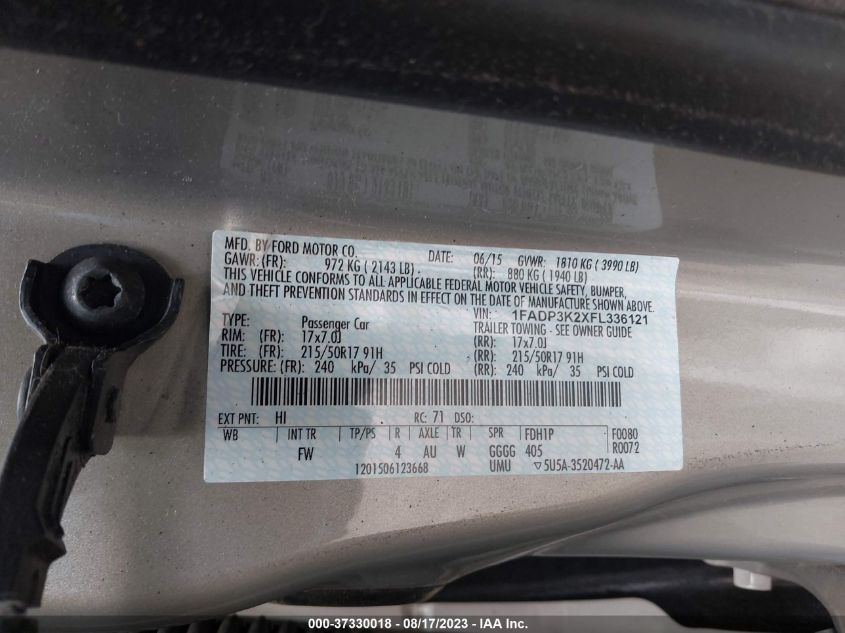 MFD. BY FORD MOTOR CO. DATE: 06/15 GVWR: 1810 KG ( 3990 LB)
GAWR: (FR): 972 KG ( 2143 LB) . (RR): 880 KG ( 1940 LB)
THIS VEHICLE CONFORMS TO ALL APPLICABLE FEDERAL MOTOR VEHICLE SAFETY, BUMPER,
AND THEFT PREVENTION STANDARDS IN EFFECT ON THE DATE OF MANUFACTURE SHOWN ABOVE.
VIN: 1FADP3K2XFL336121
TYPE: Passenger Car TRAILER TOWING - SEE OWNER GUIDE
RIM: (FR): 17x7.0J (RR): 17x7.0J
TIRE: (FR): 215/50R17 91H (RR): 215/50R17 91H
PRESSURE: (FR): 240 kPa/ 35 PSI COLD (RR): 240 kPa/ 35 PSI COLD
EXT PNT: HI RC: 71 DSO: FDH1P F0080
WB INT TR TP/PS R AXLE TR SPR 405 R0072
FW 4 AU W GGGG
1201506123668 UMU ▽5U5A-3520472-AA
000-37330018 - 08/17/2023 - IAA Inc.